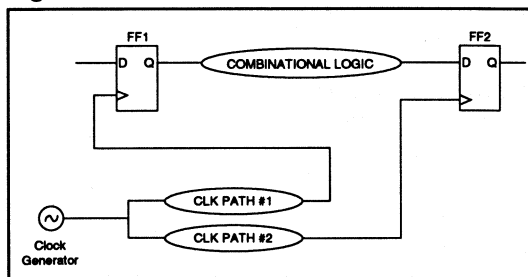 FF1
FF2
D Q
COMBINATIONAL LOGIC
D Q
CLK PATH #1
CLK PATH #2
Clock
Generator